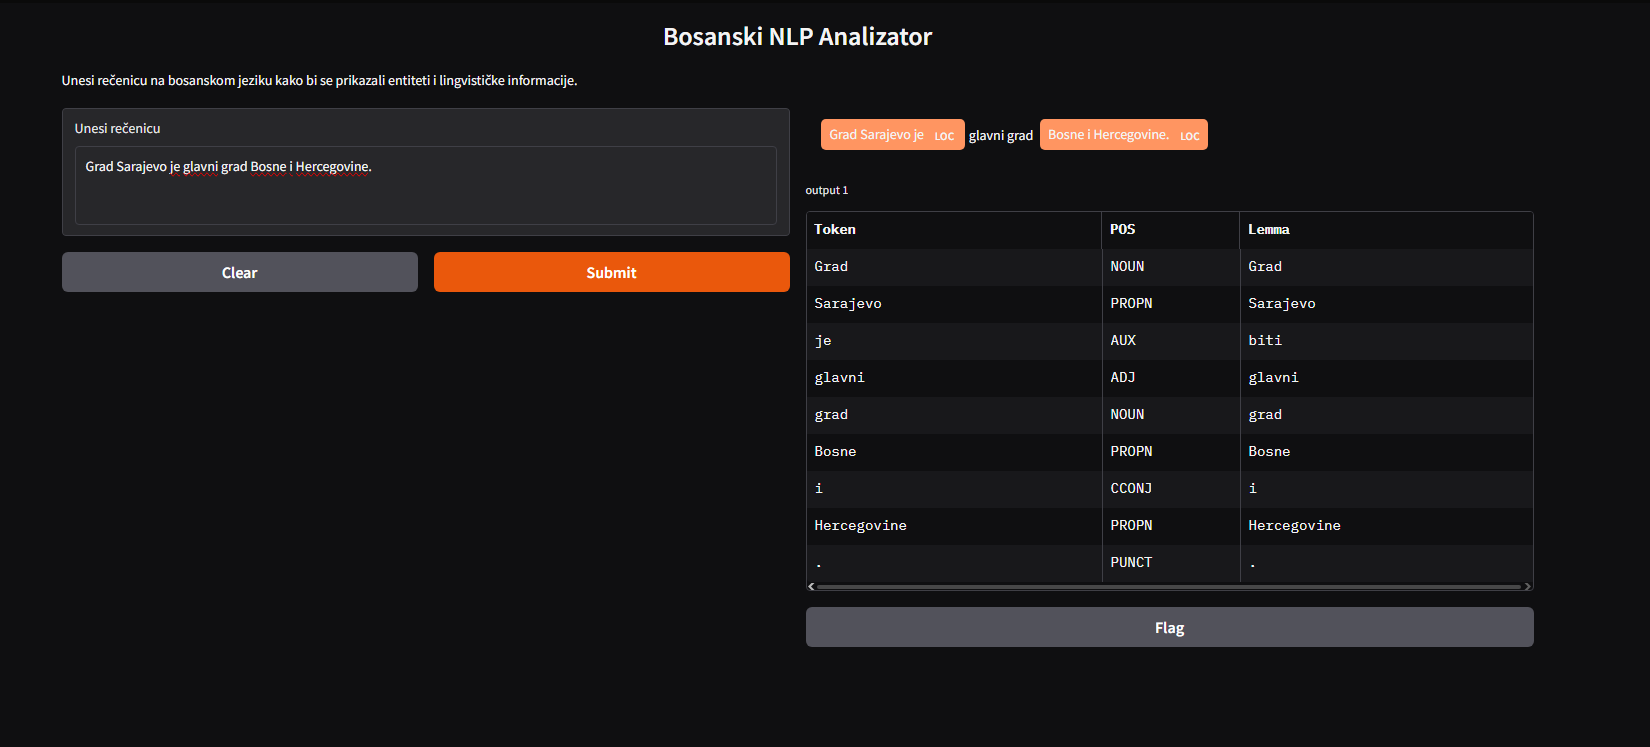 Bosanski NLP Analizator
Unesi rečenicu na bosanskom jeziku kako bi se prikazali entiteti i lingvističke informacije.
Unesi rečenicu
Grad Sarajevo je glavni grad Bosne i Hercegovine.
Clear Submit
Grad Sarajevo je LOC glavni grad Bosne i Hercegovine. LOC
output 1
Token POS Lemma
Grad NOUN Grad
Sarajevo PROPN Sarajevo
je AUX biti
glavni ADJ glavni
grad NOUN grad
Bosne PROPN Bosne
i CCONJ i
Hercegovine PROPN Hercegovine
. PUNCT .
Flag